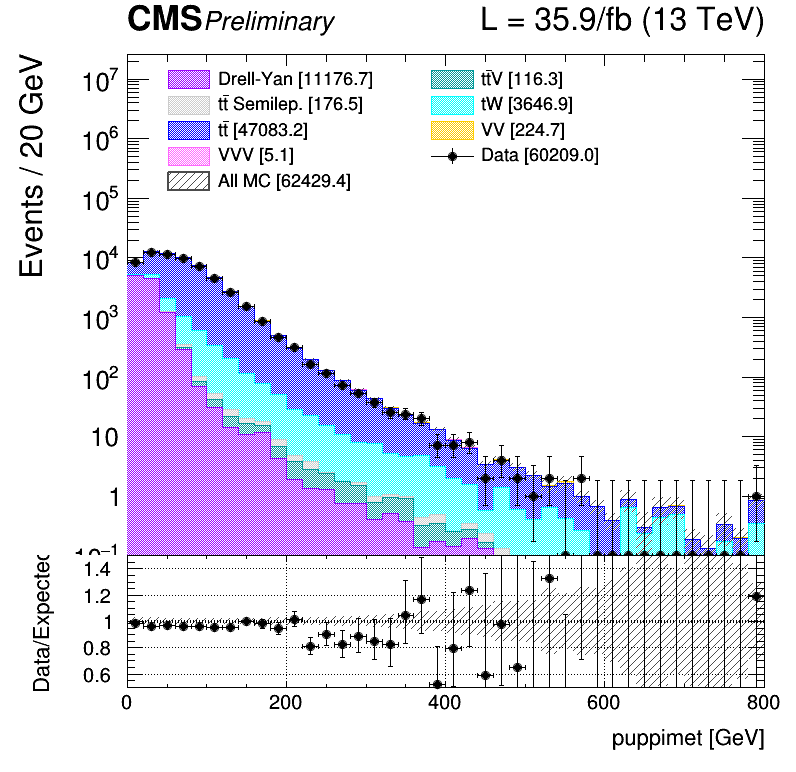 CMS Preliminary L = 35.9/fb (13 TeV)
Events / 20 GeV
Drell-Yan [11176.7] tt̄V [116.3]
tt̄ Semilep. [176.5] tW [3646.9]
tt̄ [47083.2] VV [224.7]
VVV [5.1] Data [60209.0]
All MC [62429.4]
10⁷
10⁶
10⁵
10⁴
10³
10²
10
1
10⁻¹
Data/Expected
1.4
1.2
1
0.8
0.6
0 200 400 600 800
puppimet [GeV]